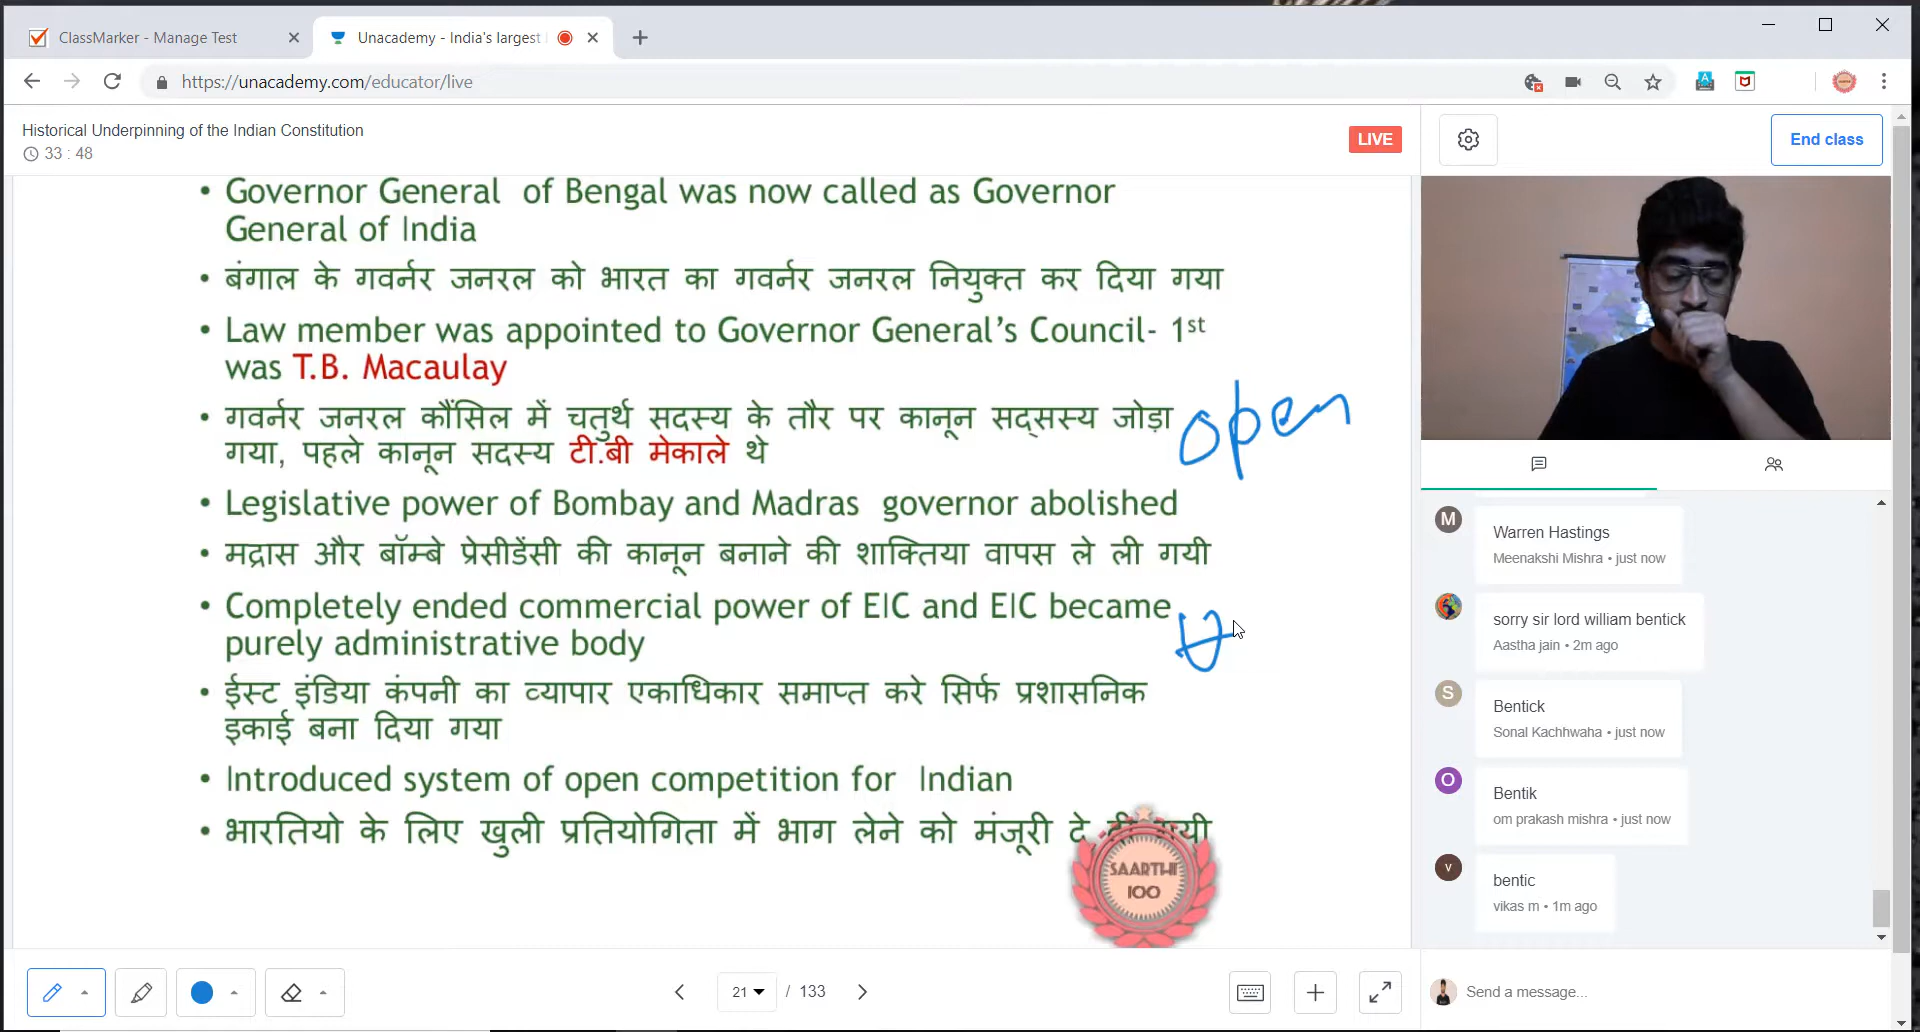 ClassMarker - Manage Test
Unacademy - India's largest
https://unacademy.com/educator/live
Historical Underpinning of the Indian Constitution
33 : 48
LIVE
End class
• Governor General of Bengal was now called as Governor
General of India
• बंगाल के गवर्नर जनरल को भारत का गवर्नर जनरल नियुक्त कर दिया गया
• Law member was appointed to Governor General's Council- 1st
was T.B. Macaulay
• गवर्नर जनरल कौंसिल में चतुर्थ सदस्य के तौर पर कानून सद्सस्य जोड़ा
गया, पहले कानून सदस्य टी.बी मेकाले थे
open
• Legislative power of Bombay and Madras governor abolished
• मद्रास और बॉम्बे प्रेसीडेंसी की कानून बनाने की शाक्तिया वापस ले ली गयी
• Completely ended commercial power of EIC and EIC became
purely administrative body
• ईस्ट इंडिया कंपनी का व्यापार एकाधिकार समाप्त करे सिर्फ प्रशासनिक
इकाई बना दिया गया
• Introduced system of open competition for Indian
• भारतियो के लिए खुली प्रतियोगिता में भाग लेने को मंजूरी दे
SAARTHI
100
M
Warren Hastings
Meenakshi Mishra • just now
sorry sir lord william bentick
Aastha jain • 2m ago
S
Bentick
Sonal Kachhwaha • just now
O
Bentik
om prakash mishra • just now
v
bentic
vikas m • 1m ago
21 / 133
Send a message...